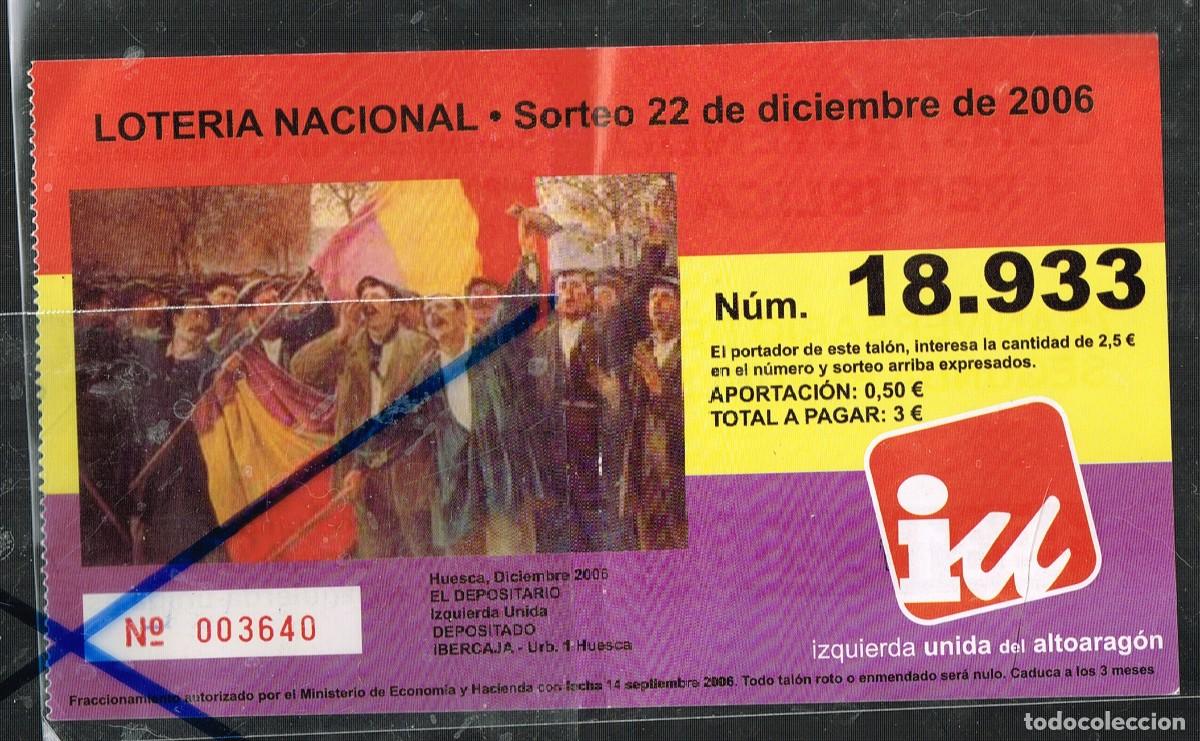 LOTERIA NACIONAL • Sorteo 22 de diciembre de 2006
Núm. 18.933
El portador de este talón, interesa la cantidad de 2,5 €
en el número y sorteo arriba expresados.
APORTACIÓN: 0,50 €
TOTAL A PAGAR: 3 €
iu
izquierda unida del altoaragón
Huesca, Diciembre 2006
EL DEPOSITARIO
Izquierda Unida
DEPOSITADO
IBERCAJA - Urb. 1 Huesca
Nº 003640
Fraccionamiento autorizado por el Ministerio de Economía y Hacienda con fecha 14 septiembre 2006. Todo talón roto o enmendado será nulo. Caduca a los 3 meses
todocoleccion